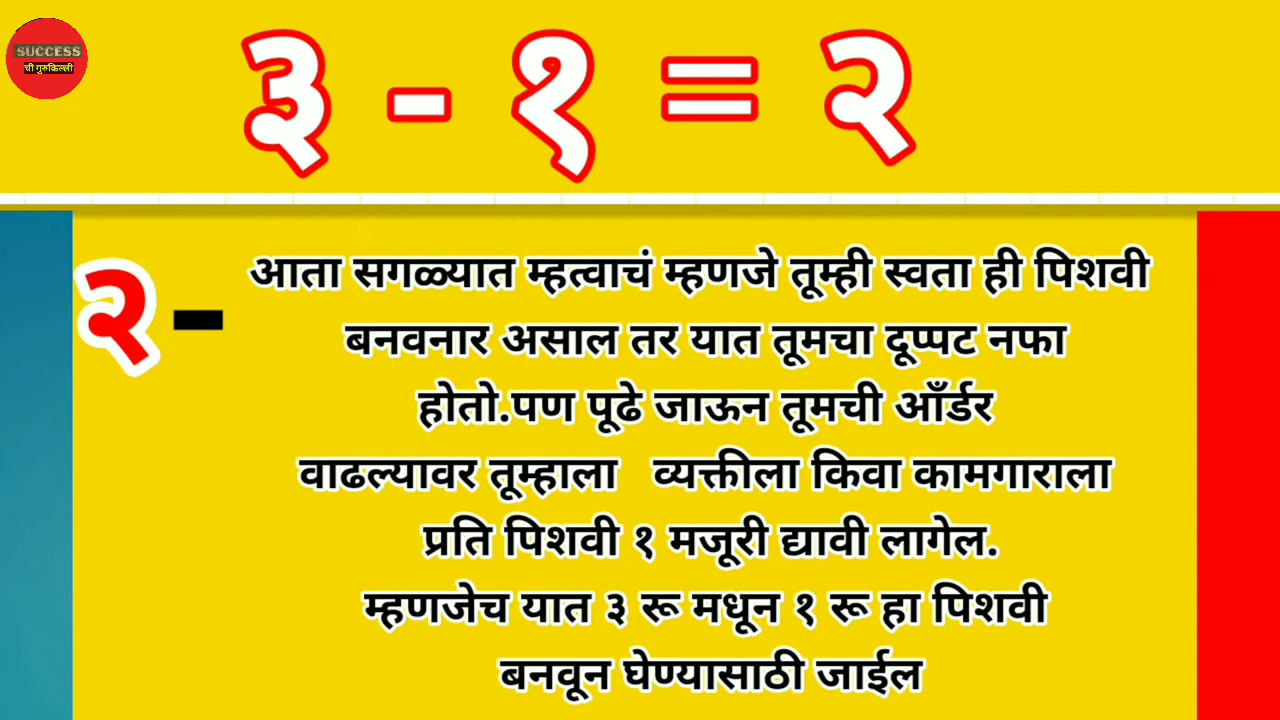 SUCCESS
ची गुरुकिल्ली
३ - १ = २
२-
आता सगळ्यात म्हत्वाचं म्हणजे तूम्ही स्वता ही पिशवी
बनवनार असाल तर यात तूमचा दूप्पट नफा
होतो.पण पूढे जाऊन तूमची ऑंर्डर
वाढल्यावर तूम्हाला व्यक्तीला किवा कामगाराला
प्रति पिशवी १ मजूरी द्यावी लागेल.
म्हणजेच यात ३ रू मधून १ रू हा पिशवी
बनवून घेण्यासाठी जाईल